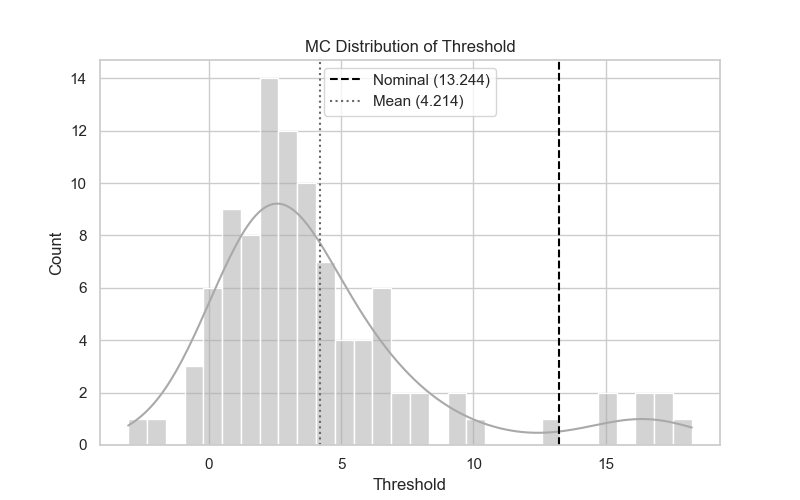 MC Distribution of Threshold
Nominal (13.244)
Mean (4.214)
14
12
10
8
6
4
2
0
Count
0 5 10 15
Threshold